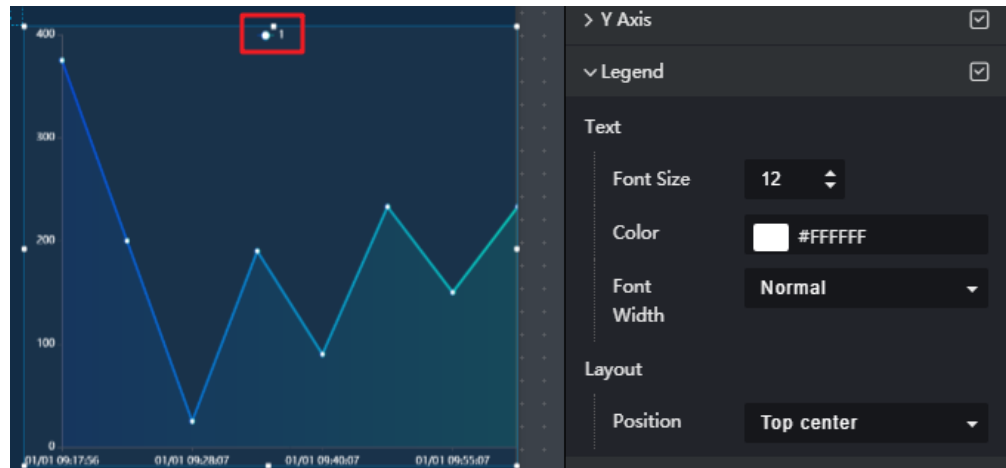 400
1
300
200
100
0
01/01 09:17:56
01/01 09:28:07
01/01 09:40:07
01/01 09:55:07
Y Axis
Legend
Text
Font Size
12
Color
#FFFFFF
Font
Width
Normal
Layout
Position
Top center